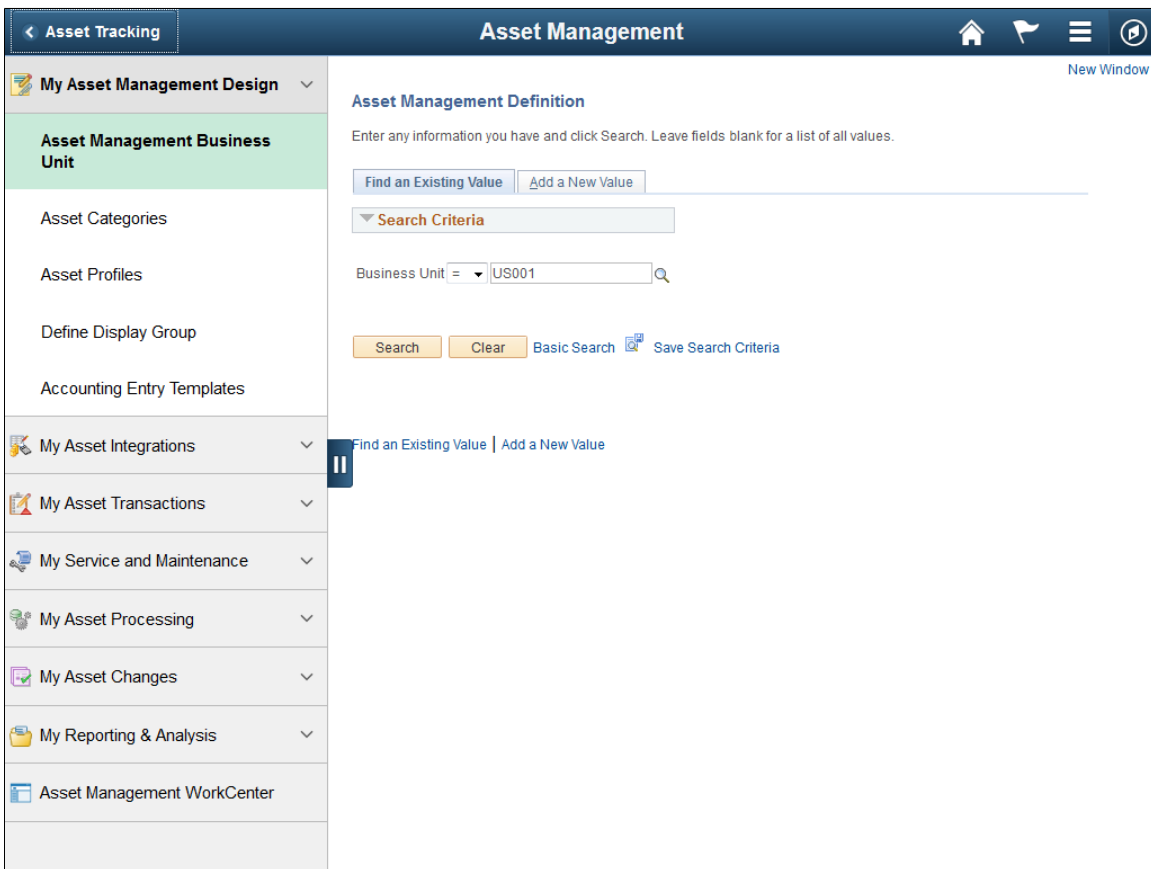 Asset Tracking
Asset Management
New Window
My Asset Management Design
Asset Management Business
Unit
Asset Categories
Asset Profiles
Define Display Group
Accounting Entry Templates
My Asset Integrations
My Asset Transactions
My Service and Maintenance
My Asset Processing
My Asset Changes
My Reporting & Analysis
Asset Management WorkCenter
Asset Management Definition
Enter any information you have and click Search. Leave fields blank for a list of all values.
Find an Existing Value Add a New Value
Search Criteria
Business Unit = US001
Search Clear Basic Search Save Search Criteria
Find an Existing Value | Add a New Value